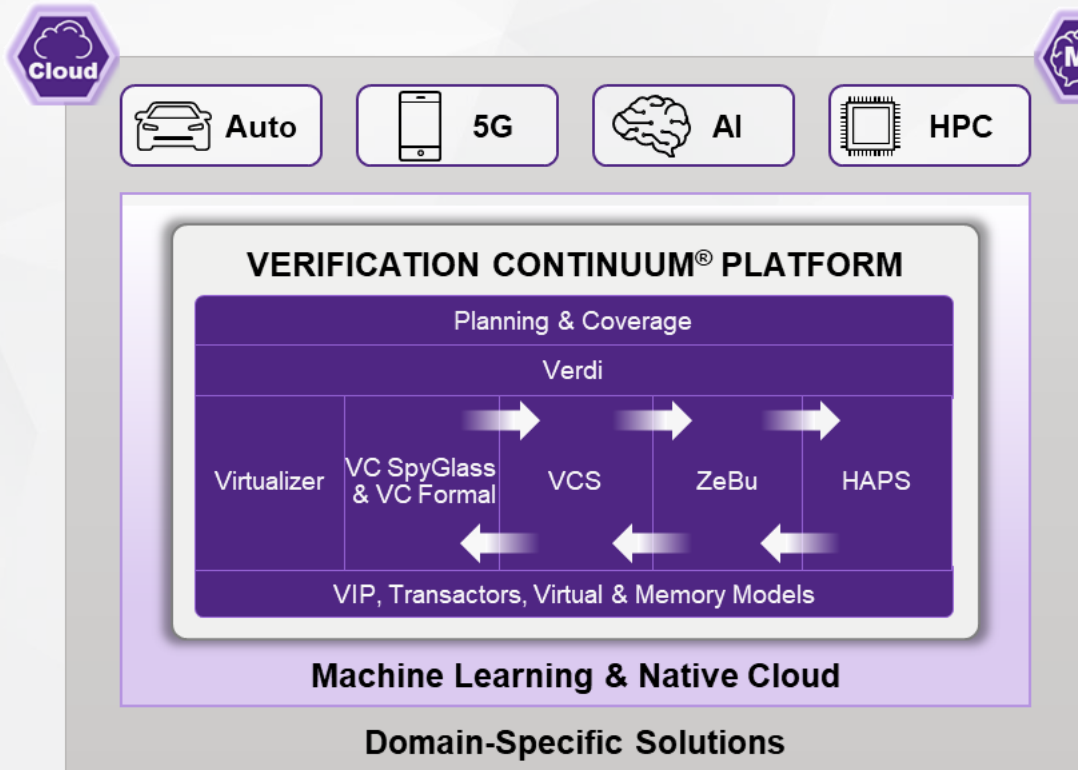 Cloud
Auto
5G
AI
HPC
VERIFICATION CONTINUUM® PLATFORM
Planning & Coverage
Verdi
Virtualizer
VC SpyGlass
& VC Formal
VCS
ZeBu
HAPS
VIP, Transactors, Virtual & Memory Models
Machine Learning & Native Cloud
Domain-Specific Solutions